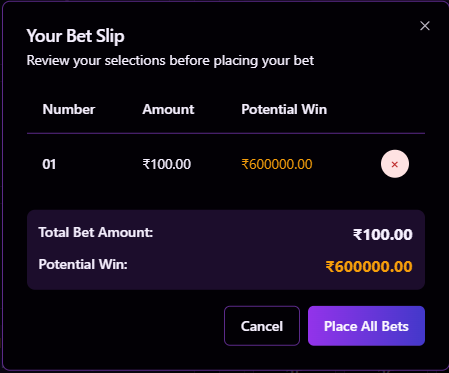 Your Bet Slip
Review your selections before placing your bet
Number Amount Potential Win
01 ₹100.00 ₹600000.00 ×
Total Bet Amount: ₹100.00
Potential Win: ₹600000.00
Cancel Place All Bets